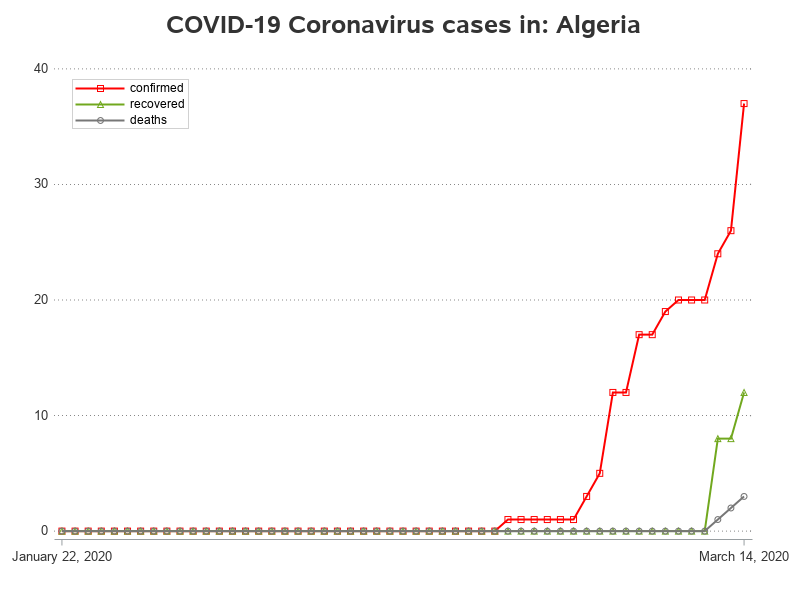 COVID-19 Coronavirus cases in: Algeria
40
confirmed
recovered
deaths
30
20
10
0
January 22, 2020
March 14, 2020